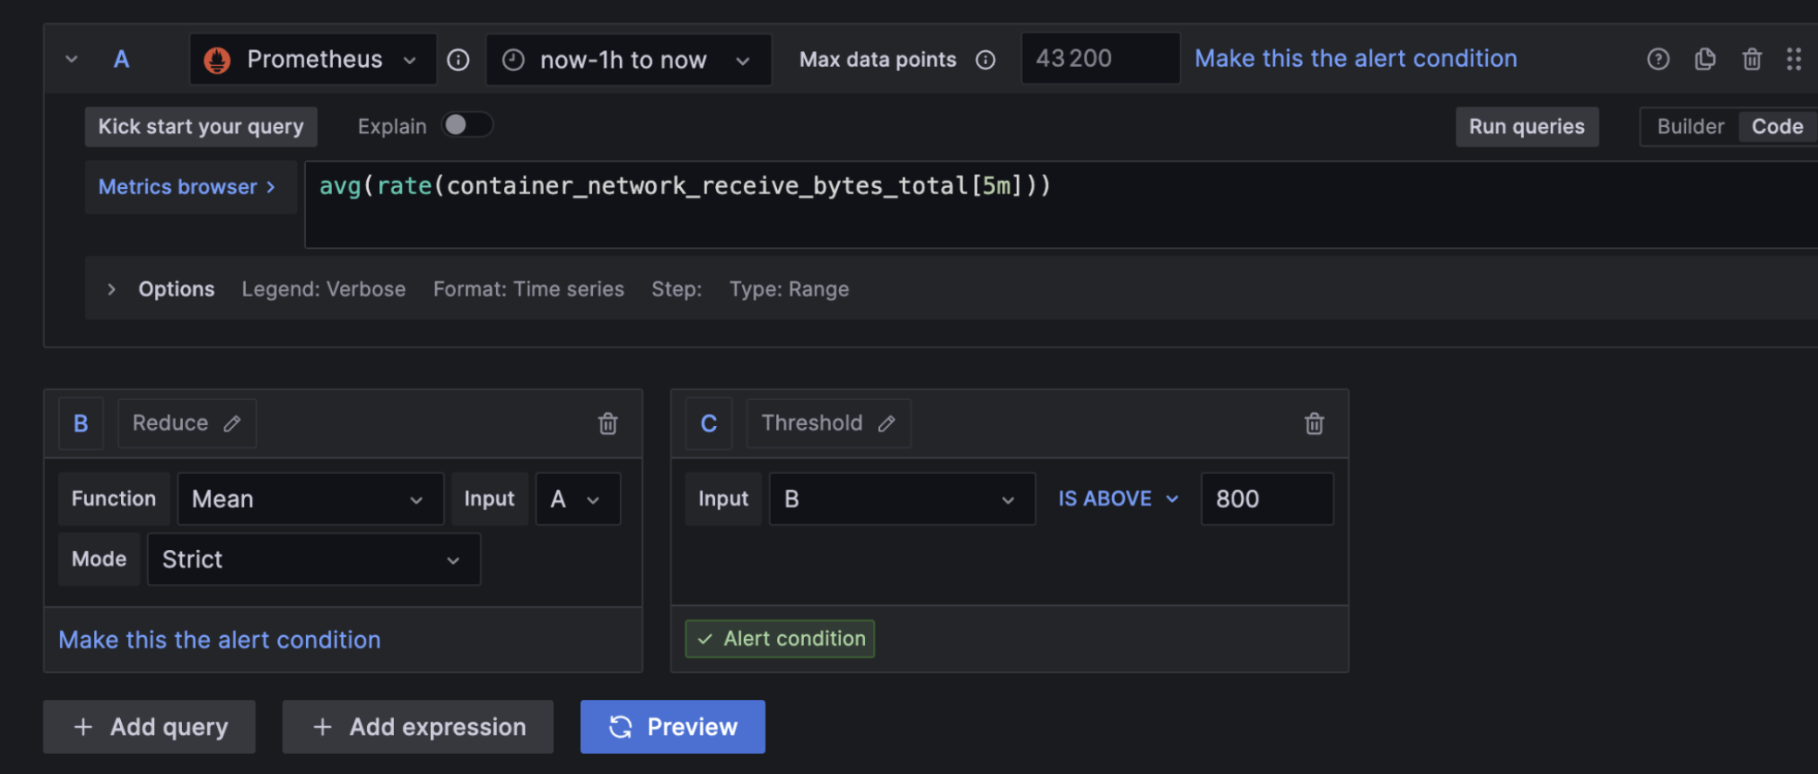 A Prometheus now-1h to now Max data points 43 200 Make this the alert condition
Kick start your query Explain Run queries Builder Code
Metrics browser > avg(rate(container_network_receive_bytes_total[5m]))
> Options Legend: Verbose Format: Time series Step: Type: Range
B Reduce
Function Mean Input A
Mode Strict
Make this the alert condition
C Threshold
Input B IS ABOVE 800
✓ Alert condition
+ Add query + Add expression Preview